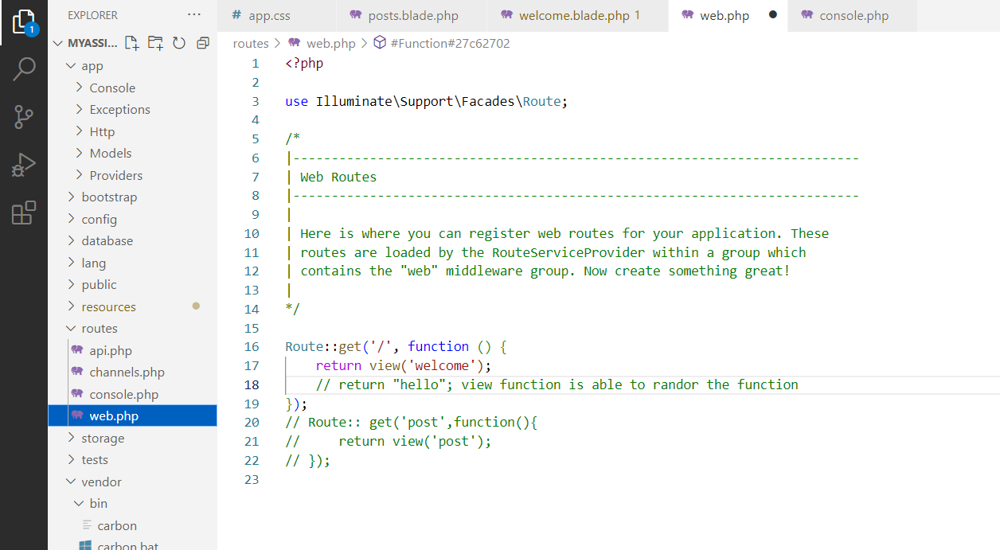 EXPLORER ...
app.css posts.blade.php welcome.blade.php 1 web.php console.php
1
MYASSI...
routes > web.php > #Function#27c62702
app
Console
Exceptions
Http
Models
Providers
bootstrap
config
database
lang
public
resources
routes
api.php
channels.php
console.php
web.php
storage
tests
vendor
bin
carbon
carbon.bat
1 <?php
2
3 use Illuminate\Support\Facades\Route;
4
5 /*
6 |--------------------------------------------------------------------------
7 | Web Routes
8 |--------------------------------------------------------------------------
9 |
10 | Here is where you can register web routes for your application. These
11 | routes are loaded by the RouteServiceProvider within a group which
12 | contains the "web" middleware group. Now create something great!
13 |
14 */
15
16 Route::get('/', function () {
17     return view('welcome');
18     // return "hello"; view function is able to randor the function
19 });
20 // Route:: get('post',function(){
21 //     return view('post');
22 // });
23